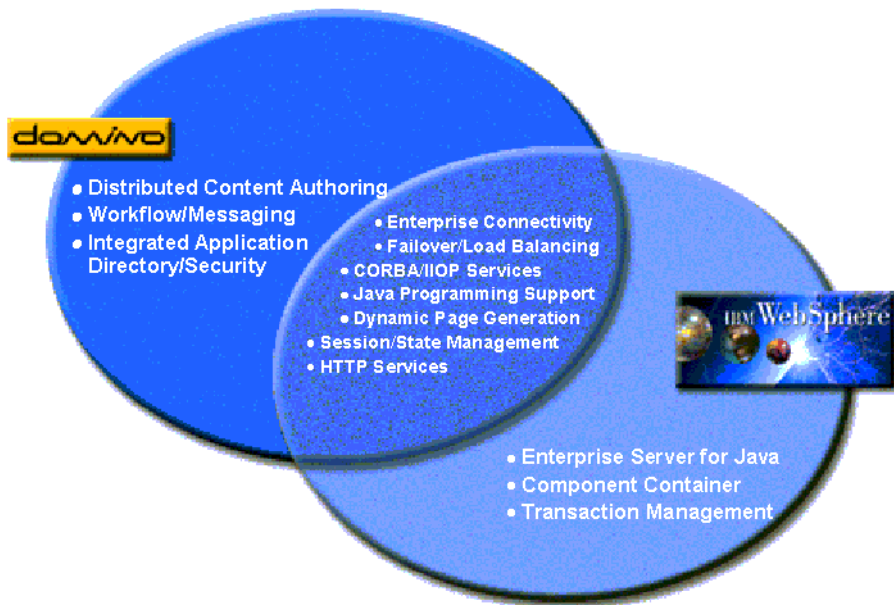 domino
• Distributed Content Authoring
• Workflow/Messaging
• Integrated Application
Directory/Security
• Enterprise Connectivity
• Failover/Load Balancing
• CORBA/IIOP Services
• Java Programming Support
• Dynamic Page Generation
• Session/State Management
• HTTP Services
IBM WebSphere
• Enterprise Server for Java
• Component Container
• Transaction Management